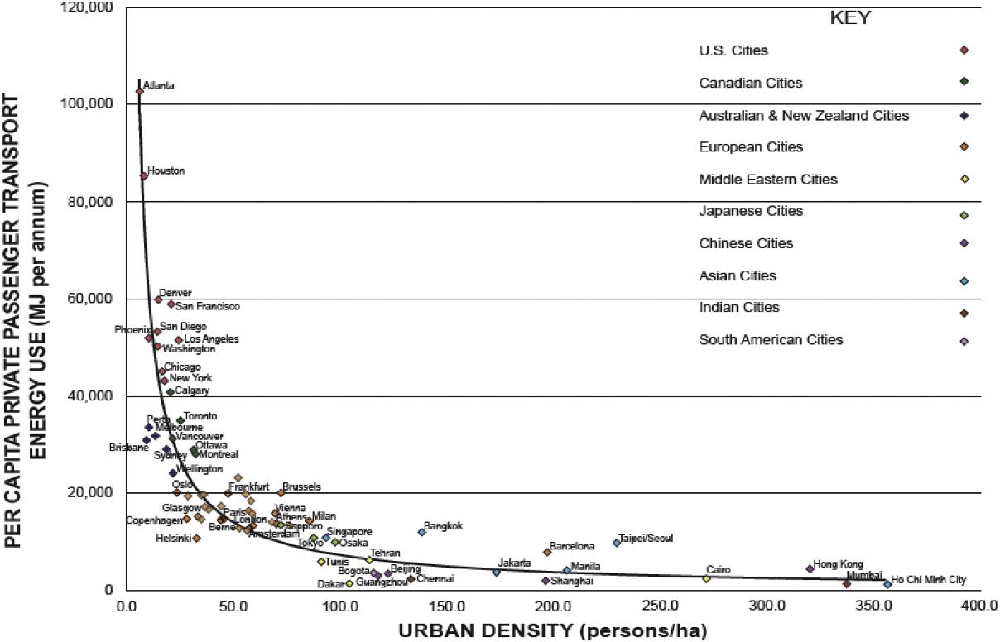 120,000
100,000
80,000
60,000
40,000
20,000
0
PER CAPITA PRIVATE PASSENGER TRANSPORT
ENERGY USE (MJ per annum)
KEY
U.S. Cities
Canadian Cities
Australian & New Zealand Cities
European Cities
Middle Eastern Cities
Japanese Cities
Chinese Cities
Asian Cities
Indian Cities
South American Cities
Atlanta
Houston
Denver
San Francisco
Phoenix
San Diego
Los Angeles
Washington
Chicago
New York
Calgary
Perth
Toronto
Melbourne
Vancouver
Brisbane
Sydney
Ottawa
Montreal
Wellington
Oslo
Frankfurt
Brussels
Glasgow
Paris
Vienna
Copenhagen
London
Athens
Milan
Berne
Sapporo
Amsterdam
Helsinki
Tokyo
Singapore
Osaka
Bangkok
Taipei/Seoul
Tehran
Barcelona
Tunis
Bogota
Beijing
Jakarta
Manila
Cairo
Hong Kong
Dakar
Guangzhou
Chennai
Shanghai
Mumbai
Ho Chi Minh City
0.0
50.0
100.0
150.0
200.0
250.0
300.0
350.0
400.0
URBAN DENSITY (persons/ha)